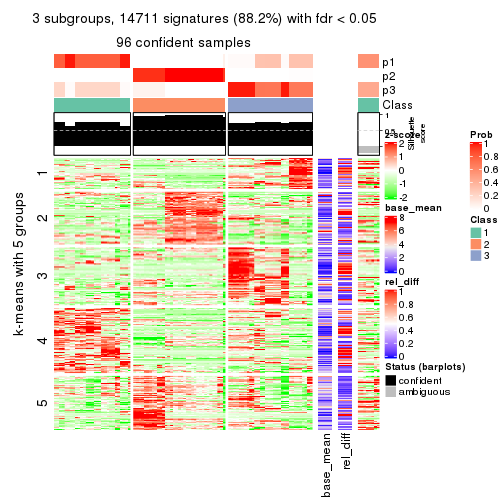 3 subgroups, 14711 signatures (88.2%) with fdr < 0.05
96 confident samples
p1
p2
p3
Class
1
0.5
Silhouette
score
k-means with 5 groups
1
2
3
4
5
base_mean
rel_diff
z-score
2
1
0
-1
-2
base_mean
8
6
4
2
0
rel_diff
1
0.8
0.6
0.4
0.2
0
Status (barplots)
confident
ambiguous
Prob
1
0.8
0.6
0.4
0.2
0
Class
1
2
3